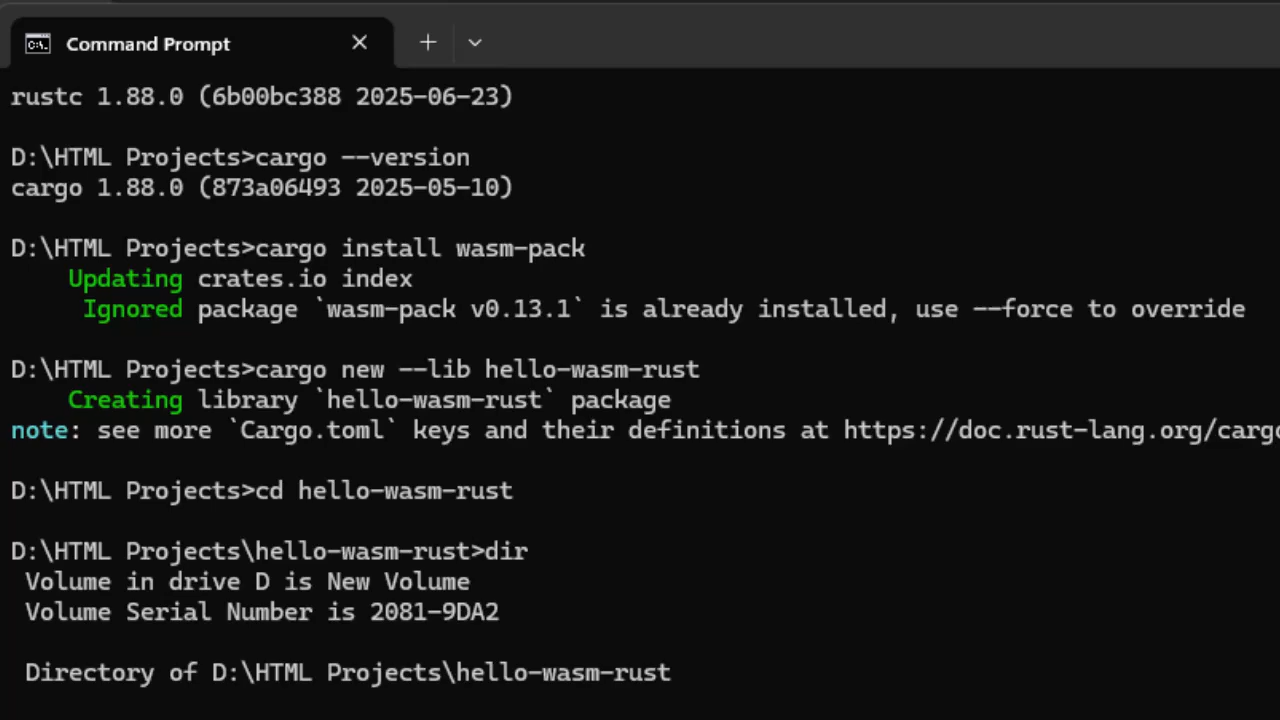 Command Prompt
rustc 1.88.0 (6b00bc388 2025-06-23)
D:\HTML Projects>cargo --version
cargo 1.88.0 (873a06493 2025-05-10)
D:\HTML Projects>cargo install wasm-pack
Updating crates.io index
Ignored package `wasm-pack v0.13.1` is already installed, use --force to override
D:\HTML Projects>cargo new --lib hello-wasm-rust
Creating library `hello-wasm-rust` package
note: see more `Cargo.toml` keys and their definitions at https://doc.rust-lang.org/cargo
D:\HTML Projects>cd hello-wasm-rust
D:\HTML Projects\hello-wasm-rust>dir
Volume in drive D is New Volume
Volume Serial Number is 2081-9DA2
Directory of D:\HTML Projects\hello-wasm-rust